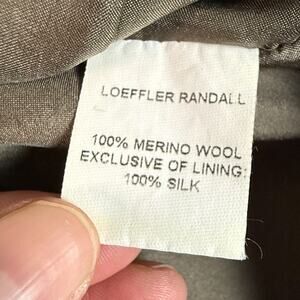 LOEFFLER RANDALL
100% MERINO WOOL
EXCLUSIVE OF LINING:
100% SILK